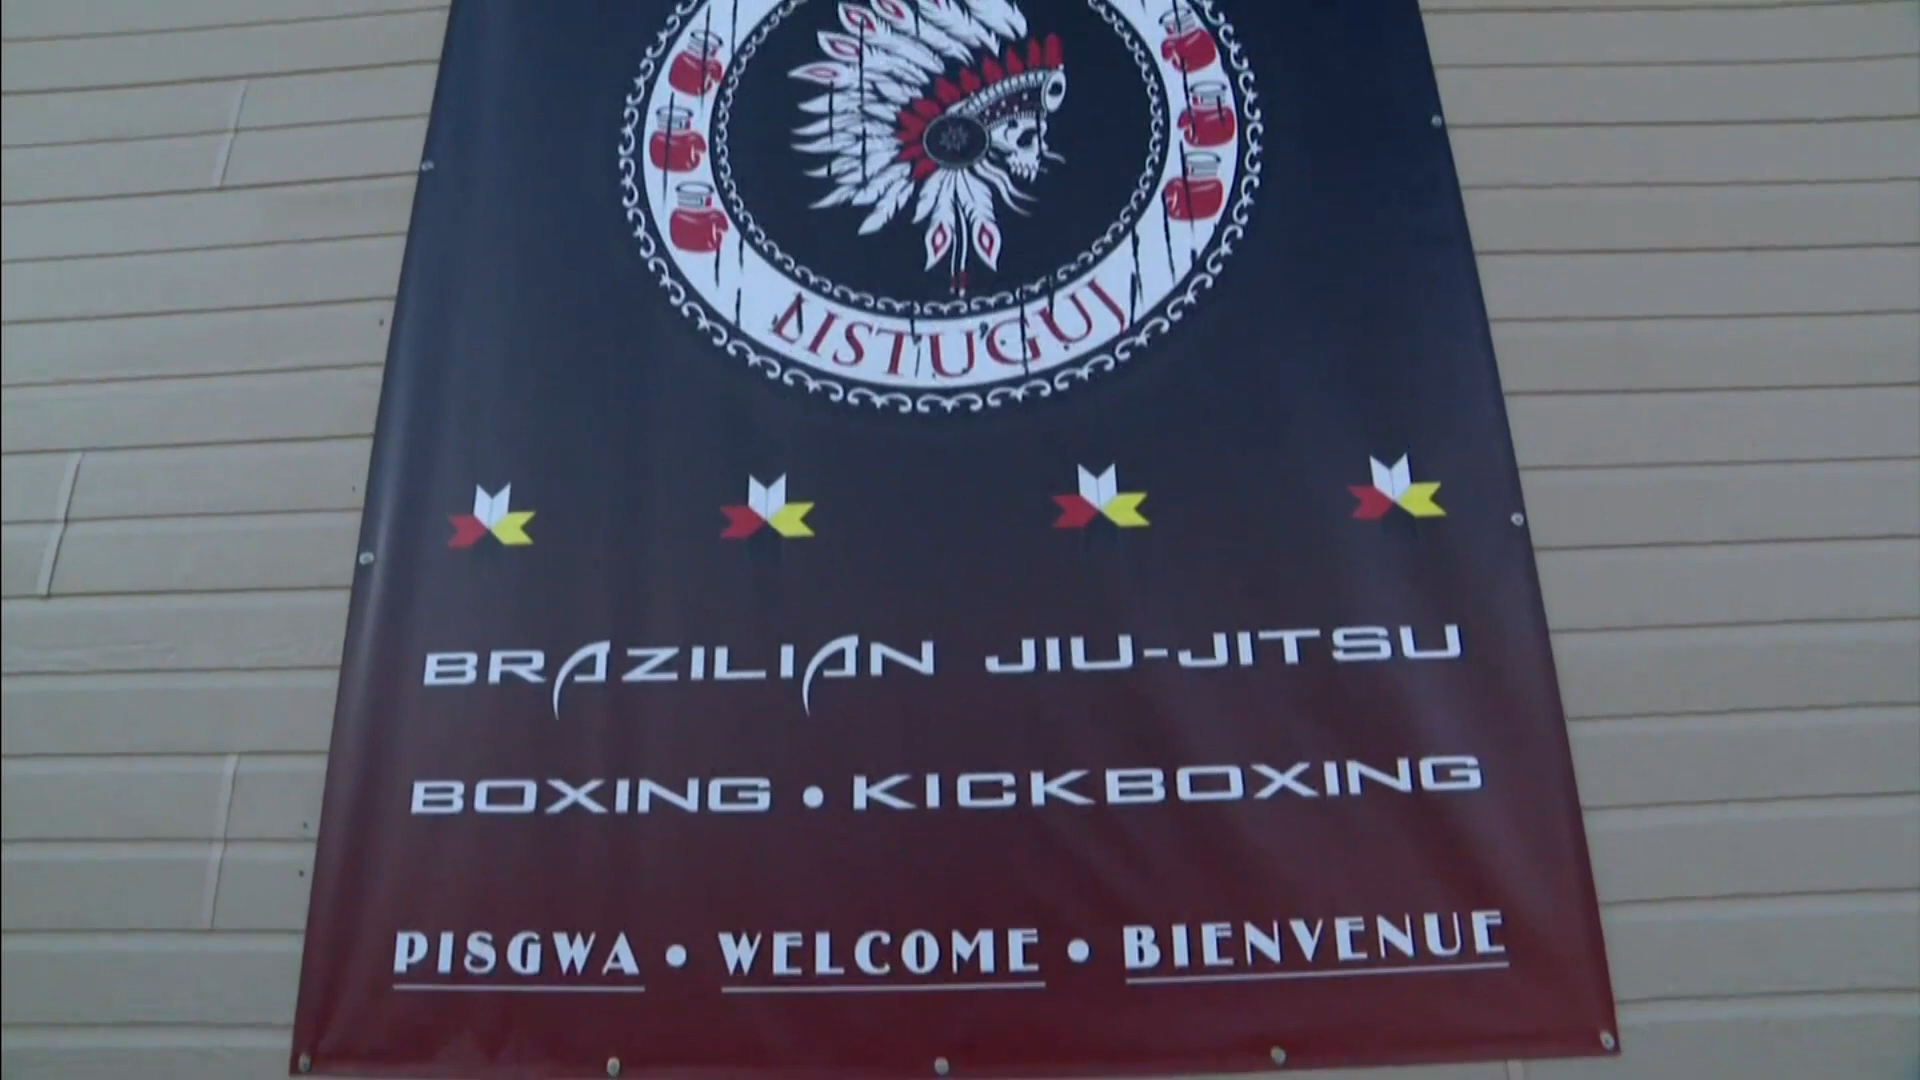 LISTUGUJ
BRAZILIAN JIU-JITSU
BOXING • KICKBOXING
PISGWA • WELCOME • BIENVENUE